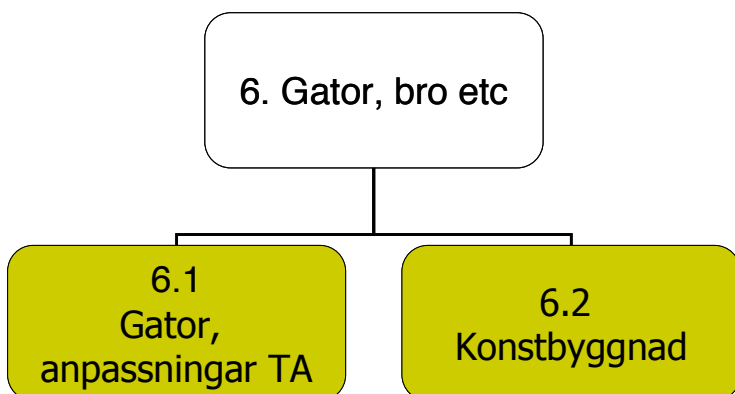 6. Gator, bro etc
6.1
Gator,
anpassningar TA
6.2
Konstbyggnad